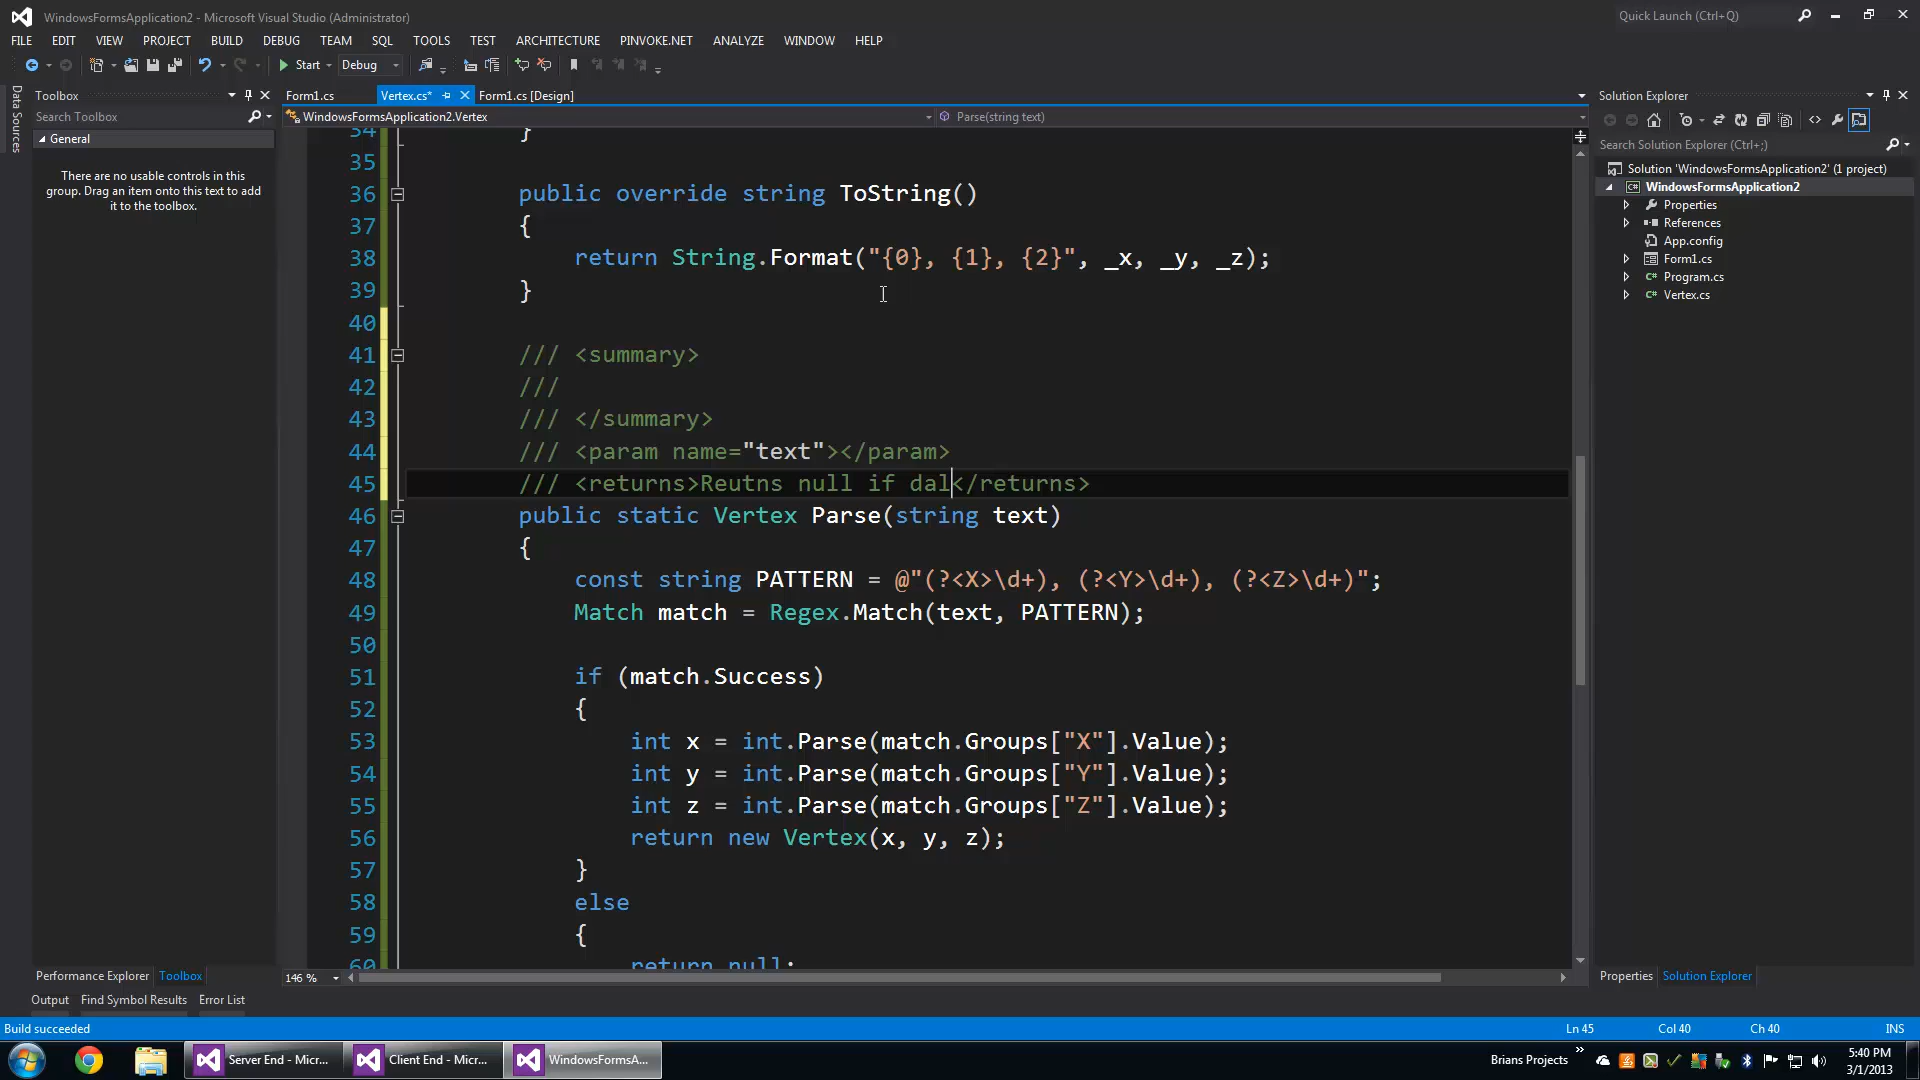 WindowsFormsApplication2 - Microsoft Visual Studio (Administrator)
Quick Launch (Ctrl+Q)
FILE EDIT VIEW PROJECT BUILD DEBUG TEAM SQL TOOLS TEST ARCHITECTURE PINVOKE.NET ANALYZE WINDOW HELP
Start Debug
Data Sources
Toolbox
Search Toolbox
General
There are no usable controls in this
group. Drag an item onto this text to add
it to the toolbox.
Performance Explorer Toolbox
Form1.cs Vertex.cs* Form1.cs [Design]
WindowsFormsApplication2.Vertex Parse(string text)
34 }
35
36 public override string ToString()
37 {
38 return String.Format("{0}, {1}, {2}", _x, _y, _z);
39 }
40
41 /// <summary>
42 ///
43 /// </summary>
44 /// <param name="text"></param>
45 /// <returns>Reutns null if dal</returns>
46 public static Vertex Parse(string text)
47 {
48 const string PATTERN = @"(?<X>\d+), (?<Y>\d+), (?<Z>\d+)";
49 Match match = Regex.Match(text, PATTERN);
50
51 if (match.Success)
52 {
53 int x = int.Parse(match.Groups["X"].Value);
54 int y = int.Parse(match.Groups["Y"].Value);
55 int z = int.Parse(match.Groups["Z"].Value);
56 return new Vertex(x, y, z);
57 }
58 else
59 {
60 return null;
146 %
Solution Explorer
Search Solution Explorer (Ctrl+;)
Solution 'WindowsFormsApplication2' (1 project)
WindowsFormsApplication2
Properties
References
App.config
Form1.cs
Program.cs
Vertex.cs
Properties Solution Explorer
Output Find Symbol Results Error List
Build succeeded Ln 45 Col 40 Ch 40 INS
Server End - Micr... Client End - Micr... WindowsFormsA...
Brians Projects
5:40 PM
3/1/2013